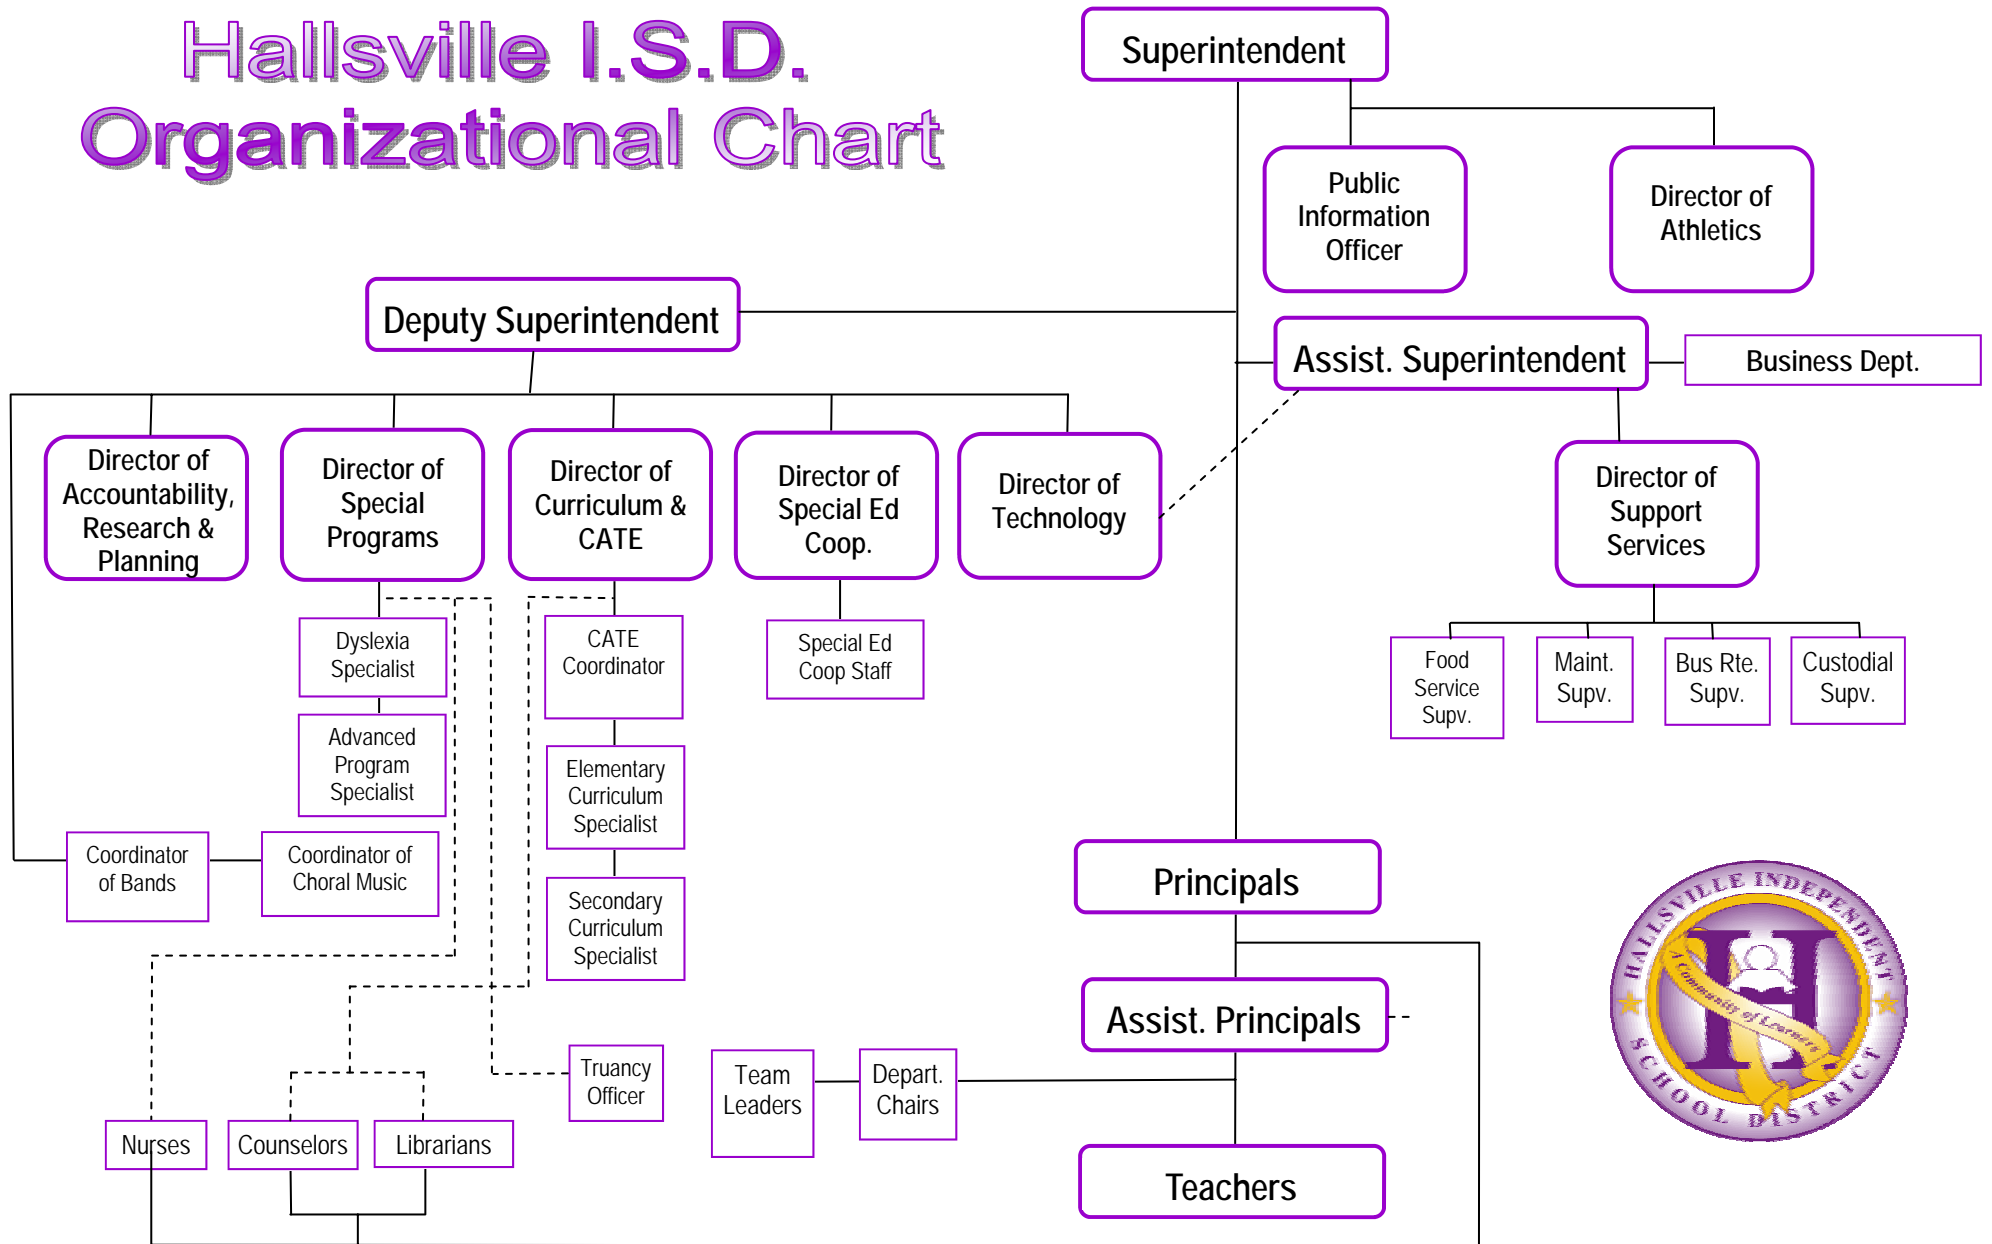 Hallsville I.S.D.
Organizational Chart
Superintendent
Public
Information
Officer
Director of
Athletics
Deputy Superintendent
Assist. Superintendent
Business Dept.
Director of
Accountability,
Research &
Planning
Director of
Special
Programs
Director of
Curriculum &
CATE
Director of
Special Ed
Coop.
Director of
Technology
Director of
Support
Services
Dyslexia
Specialist
CATE
Coordinator
Special Ed
Coop Staff
Food
Service
Supv.
Maint.
Supv.
Bus Rte.
Supv.
Custodial
Supv.
Advanced
Program
Specialist
Elementary
Curriculum
Specialist
Coordinator
of Bands
Coordinator of
Choral Music
Secondary
Curriculum
Specialist
Principals
Assist. Principals
Truancy
Officer
Team
Leaders
Depart.
Chairs
Nurses
Counselors
Librarians
Teachers
HALLSVILLE INDEPENDENT
SCHOOL DISTRICT
H
A Community of Learners